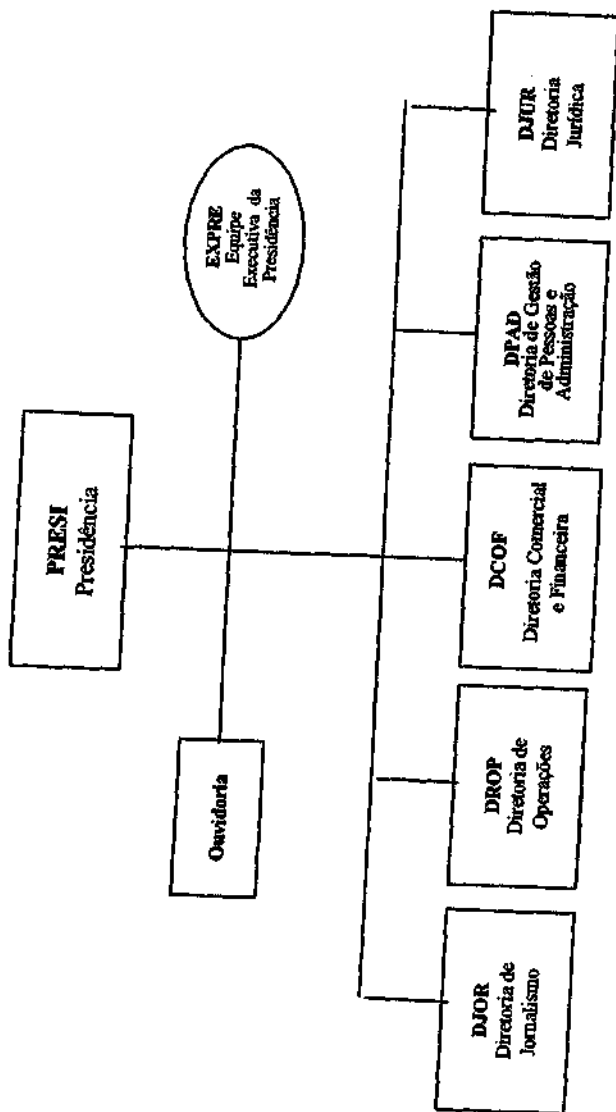 PRESI
Presidência
Ouvidoria
EXPRE
Equipe
Executiva da
Presidência
DJOR
Diretoria de
Jornalismo
DROP
Diretoria de
Operações
DCOF
Diretoria Comercial
e Financeira
DPAD
Diretoria de Gestão
de Pessoas e
Administração
DJUR
Diretoria
Jurídica